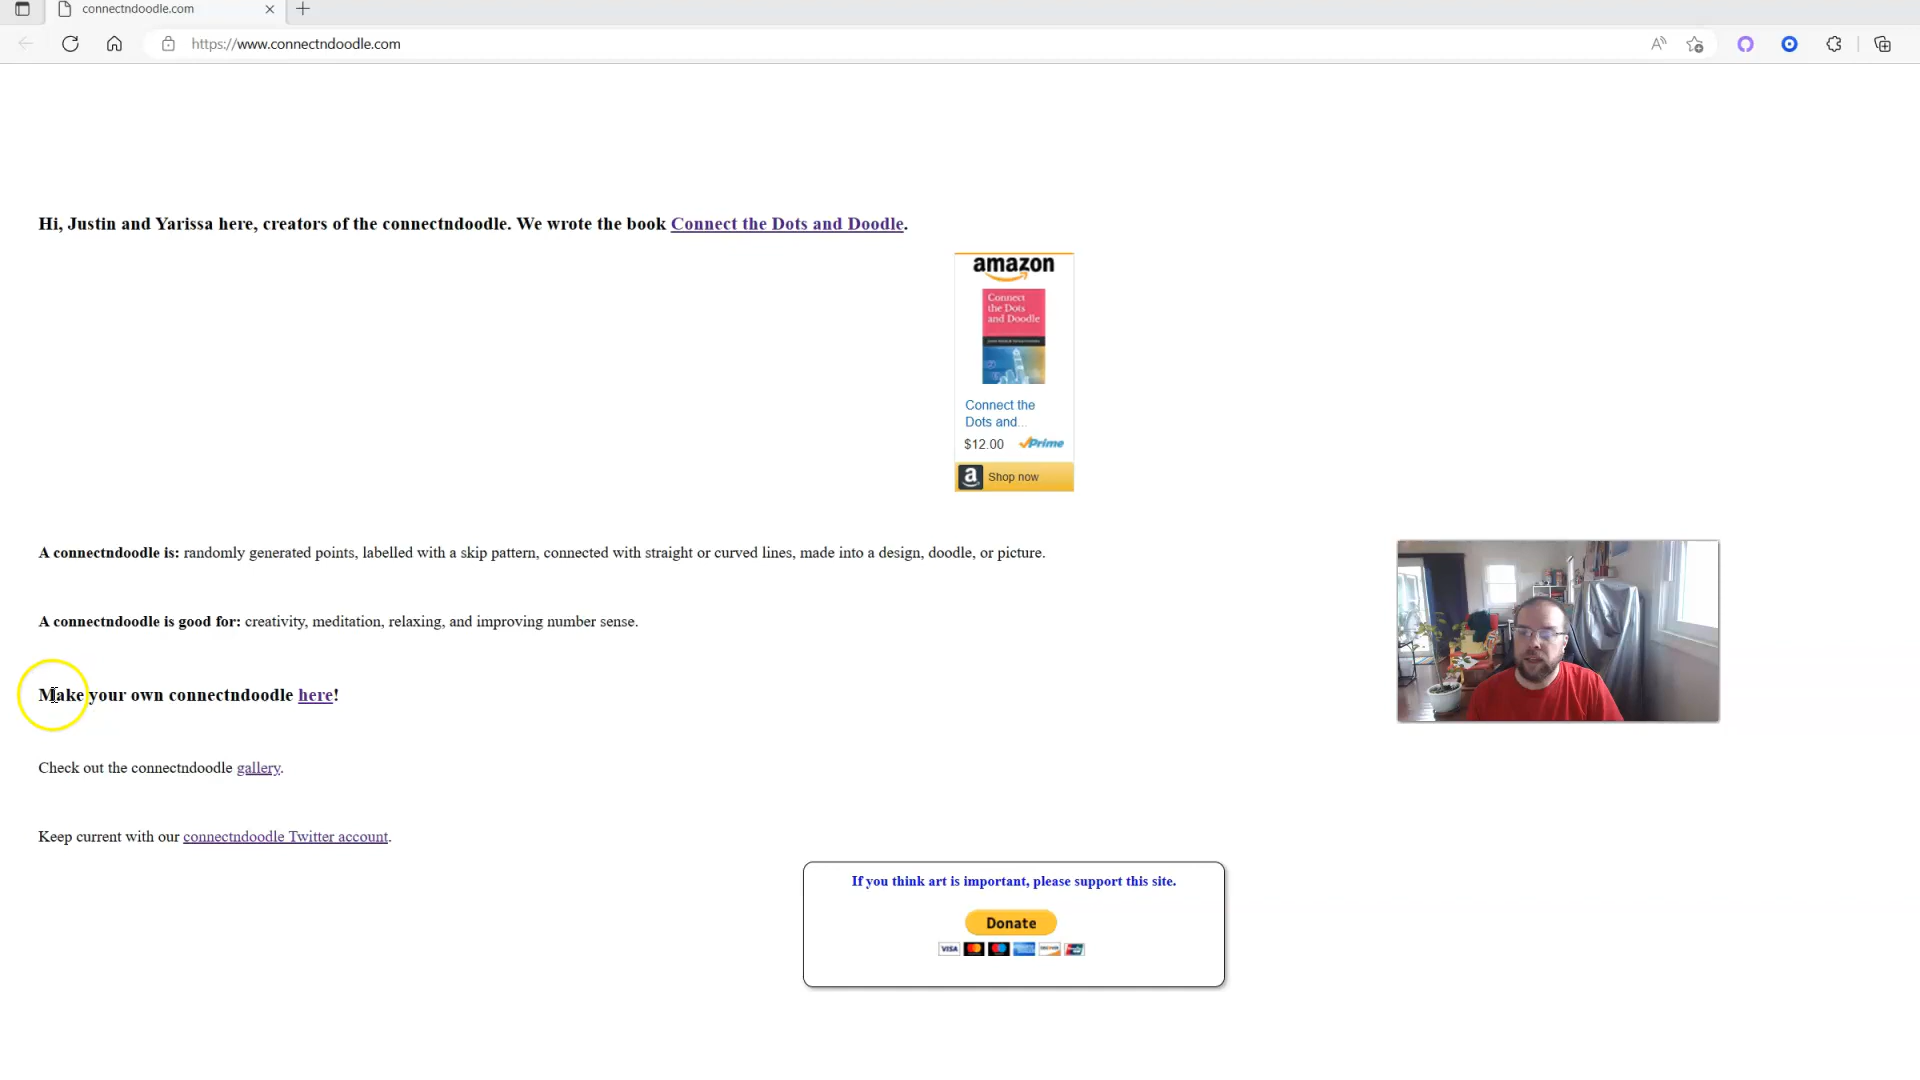 connectndoodle.com
https://www.connectndoodle.com
Hi, Justin and Yarissa here, creators of the connectndoodle. We wrote the book Connect the Dots and Doodle.
amazon
Connect
the Dots
and Doodle
Connect the
Dots and...
$12.00 Prime
a Shop now
A connectndoodle is: randomly generated points, labelled with a skip pattern, connected with straight or curved lines, made into a design, doodle, or picture.
A connectndoodle is good for: creativity, meditation, relaxing, and improving number sense.
Make your own connectndoodle here!
Check out the connectndoodle gallery.
Keep current with our connectndoodle Twitter account.
If you think art is important, please support this site.
Donate
VISA